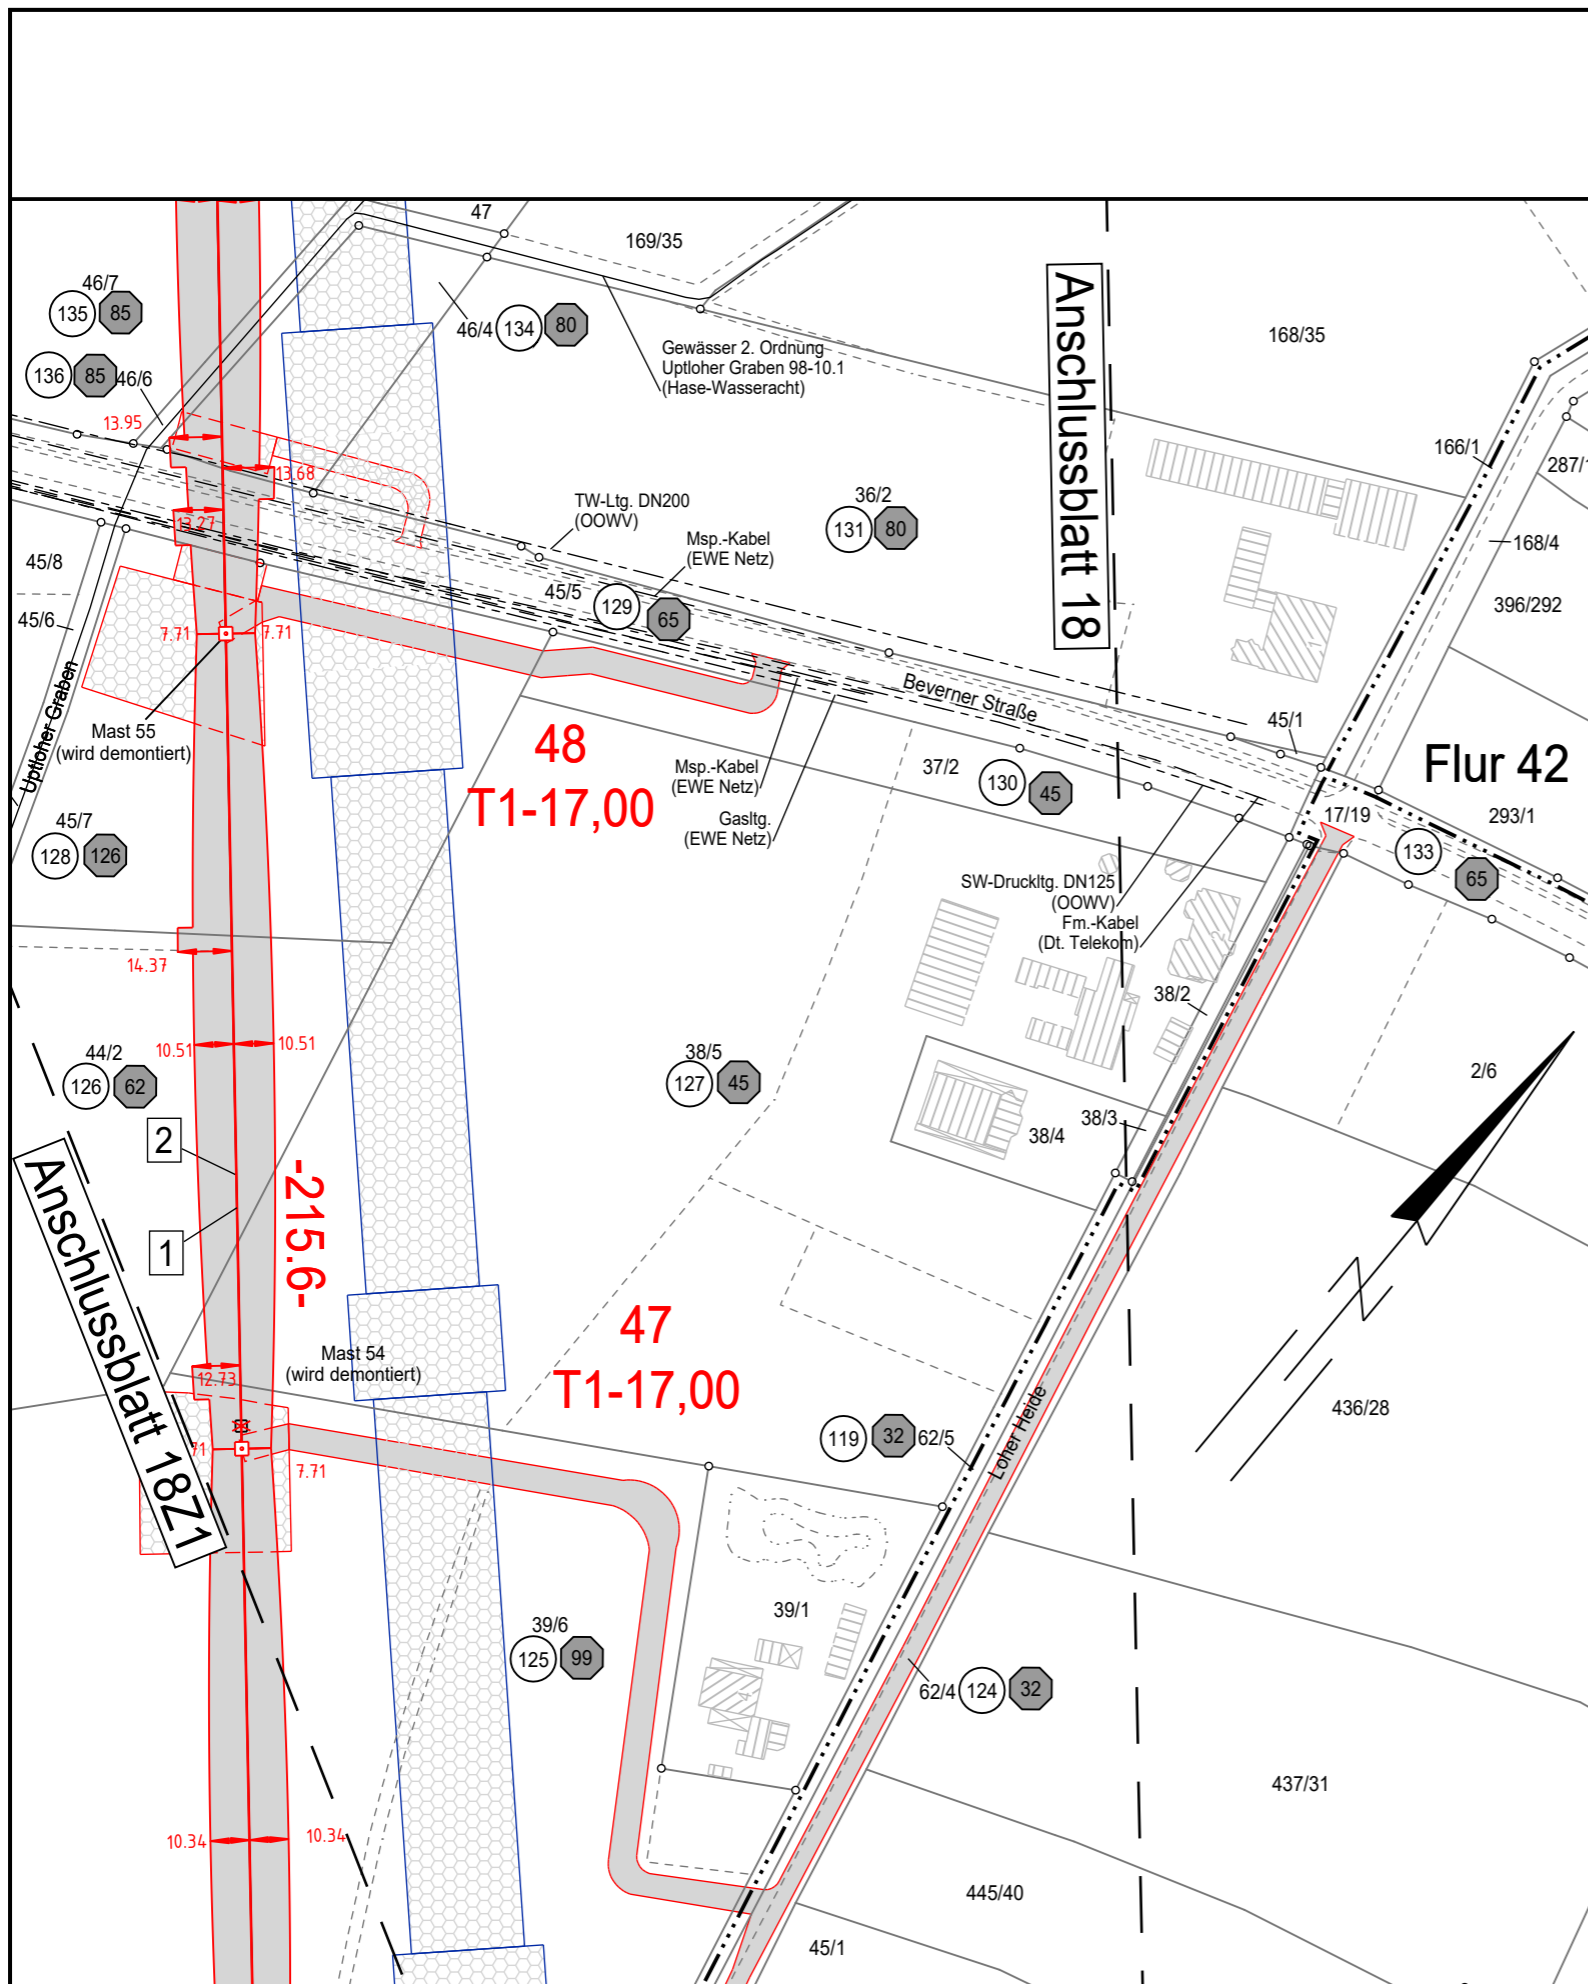 47
169/35
46/7
135
85
46/4
134
80
168/35
Gewässer 2. Ordnung
Uptloher Graben 98-10.1
(Hase-Wasseracht)
Anschlussblatt 18
136
85
46/6
13.95
166/1
13.68
TW-Ltg. DN200
(OOWV)
36/2
131
80
13.27
Msp.-Kabel
(EWE Netz)
168/4
45/8
45/5
129
65
396/292
45/6
7.71
7.71
Uptloher Graben
Beverner Straße
Mast 55
(wird demontiert)
45/1
48
T1-17,00
Msp.-Kabel
(EWE Netz)
37/2
130
45
Flur 42
Gasltg.
(EWE Netz)
17/19
293/1
45/7
128
126
133
65
SW-Druckltg. DN125
(OOWV)
Fm.-Kabel
(Dt. Telekom)
14.37
38/2
10.51
10.51
44/2
126
62
38/5
127
45
2/6
38/3
38/4
2
1
-215.6-
Anschlussblatt 18Z1
Mast 54
(wird demontiert)
47
T1-17,00
12.73
Loher Heide
436/28
119
32
62/5
7.71
39/1
39/6
125
99
62/4
124
32
437/31
10.34
10.34
445/40
45/1